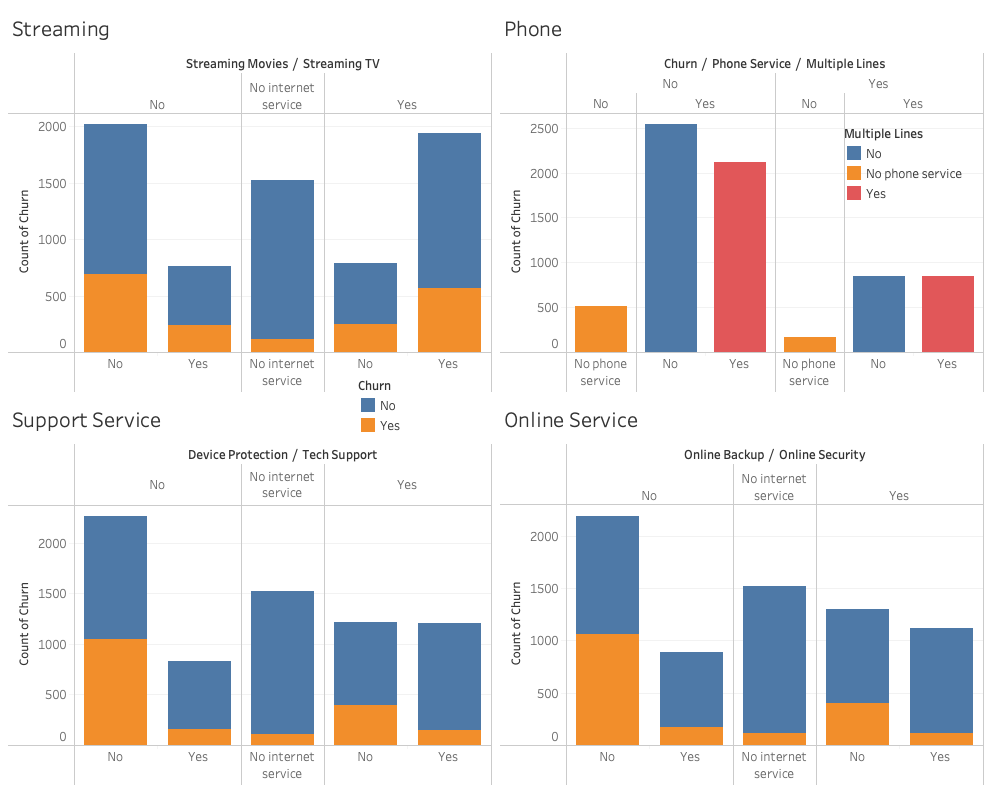 Streaming
Streaming Movies / Streaming TV
No
No internet
service
Yes
2000
1500
1000
500
0
Count of Churn
No
Yes
No internet
service
No
Yes
Churn
No
Yes
Phone
Churn / Phone Service / Multiple Lines
No
Yes
No
Yes
No
Yes
2500
2000
1500
1000
500
0
Count of Churn
Multiple Lines
No
No phone service
Yes
No phone
service
No
Yes
No phone
service
No
Yes
Support Service
Device Protection / Tech Support
No
No internet
service
Yes
2000
1500
1000
500
0
Count of Churn
No
Yes
No internet
service
No
Yes
Online Service
Online Backup / Online Security
No
No internet
service
Yes
2000
1500
1000
500
0
Count of Churn
No
Yes
No internet
service
No
Yes